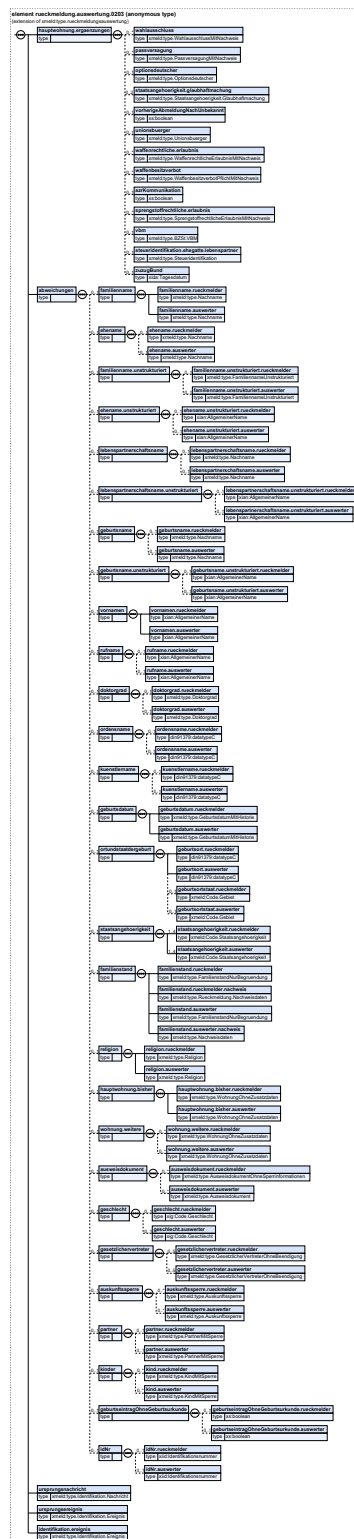 element rueckmeldung.auswertung.0203 (anonymous type)
(extension of xmeld:type.rueckmeldungauswertung)
hauptwohnung.ergaenzungen
type
wahlausschluss
type xmeld:type.WahlausschlussMitNachweis
passversagung
type xmeld:type.PassversagungMitNachweis
optionsdeutscher
type xmeld:type.Optionsdeutscher
staatsangehoerigkeit.glaubhaftmachung
type xmeld:type.Staatsangehoerigkeit.Glaubhaftmachung
vorherigeAbmeldungNachUnbekannt
type xs:boolean
unionsbuerger
type xmeld:type.Unionsbuerger
waffenrechtliche.erlaubnis
type xmeld:type.WaffenrechtlicheErlaubnisMitNachweis
waffenbesitzverbot
type xmeld:type.WaffenbesitzverbotPflichtMitNachweis
azrKommunikation
type xs:boolean
sprengstoffrechtliche.erlaubnis
type xmeld:type.SprengstoffrechtlicheErlaubnisMitNachweis
vbm
type xmeld:type.BZSt.VBM
steueridentifikation.ehegatte.lebenspartner
type xmeld:type.Steueridentifikation
zuzugBund
type xida:Tagesdatum
abweichungen
type
familienname
type
familienname.rueckmelder
type xmeld:type.Nachname
familienname.auswerter
type xmeld:type.Nachname
ehename
type
ehename.rueckmelder
type xmeld:type.Nachname
ehename.auswerter
type xmeld:type.Nachname
familienname.unstrukturiert
type
familienname.unstrukturiert.rueckmelder
type xmeld:type.FamiliennameUnstrukturiert
familienname.unstrukturiert.auswerter
type xmeld:type.FamiliennameUnstrukturiert
ehename.unstrukturiert
type
ehename.unstrukturiert.rueckmelder
type xian:AllgemeinerName
ehename.unstrukturiert.auswerter
type xian:AllgemeinerName
lebenspartnerschaftsname
type
lebenspartnerschaftsname.rueckmelder
type xmeld:type.Nachname
lebenspartnerschaftsname.auswerter
type xmeld:type.Nachname
lebenspartnerschaftsname.unstrukturiert
type
lebenspartnerschaftsname.unstrukturiert.rueckmelder
type xian:AllgemeinerName
lebenspartnerschaftsname.unstrukturiert.auswerter
type xian:AllgemeinerName
geburtsname
type
geburtsname.rueckmelder
type xmeld:type.Nachname
geburtsname.auswerter
type xmeld:type.Nachname
geburtsname.unstrukturiert
type
geburtsname.unstrukturiert.rueckmelder
type xian:AllgemeinerName
geburtsname.unstrukturiert.auswerter
type xian:AllgemeinerName
vornamen
type
vornamen.rueckmelder
type xian:AllgemeinerName
vornamen.auswerter
type xian:AllgemeinerName
rufname
type
rufname.rueckmelder
type xian:AllgemeinerName
rufname.auswerter
type xian:AllgemeinerName
doktorgrad
type
doktorgrad.rueckmelder
type xmeld:type.Doktorgrad
doktorgrad.auswerter
type xmeld:type.Doktorgrad
ordensname
type
ordensname.rueckmelder
type din91379:datatypeC
ordensname.auswerter
type din91379:datatypeC
kuenstlername
type
kuenstlername.rueckmelder
type din91379:datatypeC
kuenstlername.auswerter
type din91379:datatypeC
geburtsdatum
type
geburtsdatum.rueckmelder
type xmeld:type.GeburtsdatumMitHistorie
geburtsdatum.auswerter
type xmeld:type.GeburtsdatumMitHistorie
ortundstaatdergeburt
type
geburtsort.rueckmelder
type din91379:datatypeC
geburtsort.auswerter
type din91379:datatypeC
geburtsortstaat.rueckmelder
type xmeld:Code.Gebiet
geburtsortstaat.auswerter
type xmeld:Code.Gebiet
staatsangehoerigkeit
type
staatsangehoerigkeit.rueckmelder
type xmeld:Code.Staatsangehoerigkeit
staatsangehoerigkeit.auswerter
type xmeld:Code.Staatsangehoerigkeit
familienstand
type
familienstand.rueckmelder
type xmeld:type.FamilienstandNurBegruendung
familienstand.rueckmelder.nachweis
type xmeld:type.Rueckmeldung.Nachweisdaten
familienstand.auswerter
type xmeld:type.FamilienstandNurBegruendung
familienstand.auswerter.nachweis
type xmeld:type.Nachweisdaten
religion
type
religion.rueckmelder
type xmeld:type.Religion
religion.auswerter
type xmeld:type.Religion
hauptwohnung.bisher
type
hauptwohnung.bisher.rueckmelder
type xmeld:type.WohnungOhneZusatzdaten
hauptwohnung.bisher.auswerter
type xmeld:type.WohnungOhneZusatzdaten
wohnung.weitere
type
wohnung.weitere.rueckmelder
type xmeld:type.WohnungOhneZusatzdaten
wohnung.weitere.auswerter
type xmeld:type.WohnungOhneZusatzdaten
ausweisdokument
type
ausweisdokument.rueckmelder
type xmeld:type.AusweisdokumentOhneSperrinformationen
ausweisdokument.auswerter
type xmeld:type.Ausweisdokument
geschlecht
type
geschlecht.rueckmelder
type xig:Code.Geschlecht
geschlecht.auswerter
type xig:Code.Geschlecht
gesetzlichervertreter
type
gesetzlichervertreter.rueckmelder
type xmeld:type.GesetzlicherVertreterOhneBeendigung
gesetzlichervertreter.auswerter
type xmeld:type.GesetzlicherVertreterOhneBeendigung
auskunftssperre
type
auskunftssperre.rueckmelder
type xmeld:type.Auskunftssperre
auskunftssperre.auswerter
type xmeld:type.Auskunftssperre
partner
type
partner.rueckmelder
type xmeld:type.PartnerMitSperre
partner.auswerter
type xmeld:type.PartnerMitSperre
kinder
type
kind.rueckmelder
type xmeld:type.KindMitSperre
kind.auswerter
type xmeld:type.KindMitSperre
geburtseintragOhneGeburtsurkunde
type
geburtseintragOhneGeburtsurkunde.rueckmelder
type xs:boolean
geburtseintragOhneGeburtsurkunde.auswerter
type xs:boolean
idNr
type
idNr.rueckmelder
type xid:Identifikationsnummer
idNr.auswerter
type xid:Identifikationsnummer
ursprungsnachricht
type xmeld:type.Identifikation.Nachricht
ursprungsereignis
type xmeld:type.Identifikation.Ereignis
identifikation.ereignis
type xmeld:type.Identifikation.Ereignis